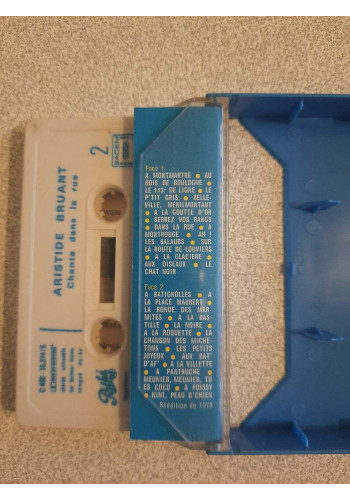 Face 1
A MONTMARTRE • AU
BOIS DE BOULOGNE •
LE 113e DE LIGNE • LE
P'TIT GRIS • BELLE-
VILLE, MENILMONTANT
• A LA GOUTTE D'OR
• SERREZ VOS RANGS
• DANS LA RUE • A
MONTROUGE • AH !
LES SALAUDS • SUR
LA ROUTE DE LOUVIERS
• A LA GLACIERE •
AUX OISEAUX • LE
CHAT NOIR
Face 2
A BATIGNOLLES • A
LA PLACE MAUBERT •
LA RONDE DES MAR-
MITES • A LA BAS-
TILLE • LA NOIRE •
A LA ROQUETTE • LA
CHANSON DES MICHE-
TONS • LES PETITS
JOYEUX • AUX BAT'
D'AF' • A LA VILLETTE
• A PANTRUCHE •
MEUNIER, MEUNIER, TU
ES COCU • A POISSY
• RINI, PEAU D'CHIEN
Réédition de 1979
2
SACEM
ARISTIDE BRUANT
Chante dans la rue
Pathé